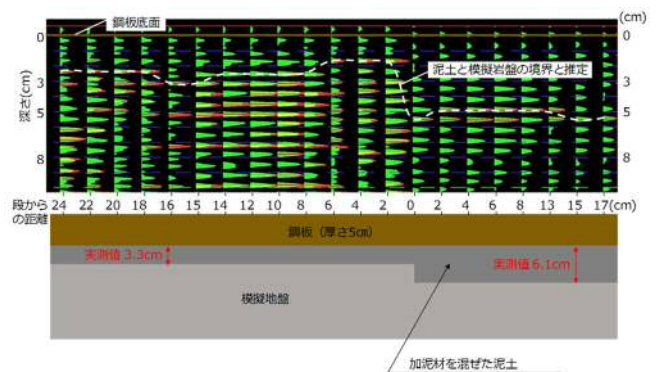 鋼板底面
(cm)
0
0
泥土と模擬岩盤の境界と推定
3
3
深さ(cm)
5
5
8
8
段から
の距離
24 22 20 18 16 15 14 12 10 8 6 4 2 0 2 4 6 8 13 15 17(cm)
鋼板（厚さ5㎝）
実測値 3.3cm
実測値 6.1cm
模擬地盤
加泥材を混ぜた泥土